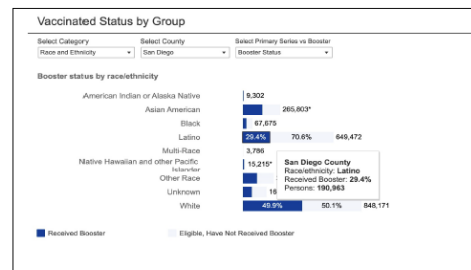 Vaccinated Status by Group
Select Category Select County Select Primary Series vs Booster
Race and Ethnicity San Diego Booster Status
Booster status by race/ethnicity
American Indian or Alaska Native 9,302
Asian American 265,803*
Black 67,675
Latino 29.4% 70.6% 649,472
Multi-Race 3,786
Native Hawaiian and other Pacific Islander 15,215*
Other Race
Unknown 16
White 49.9% 50.1% 848,171
San Diego County
Race/ethnicity: Latino
Received Booster: 29.4%
Persons: 190,963
Received Booster Eligible, Have Not Received Booster